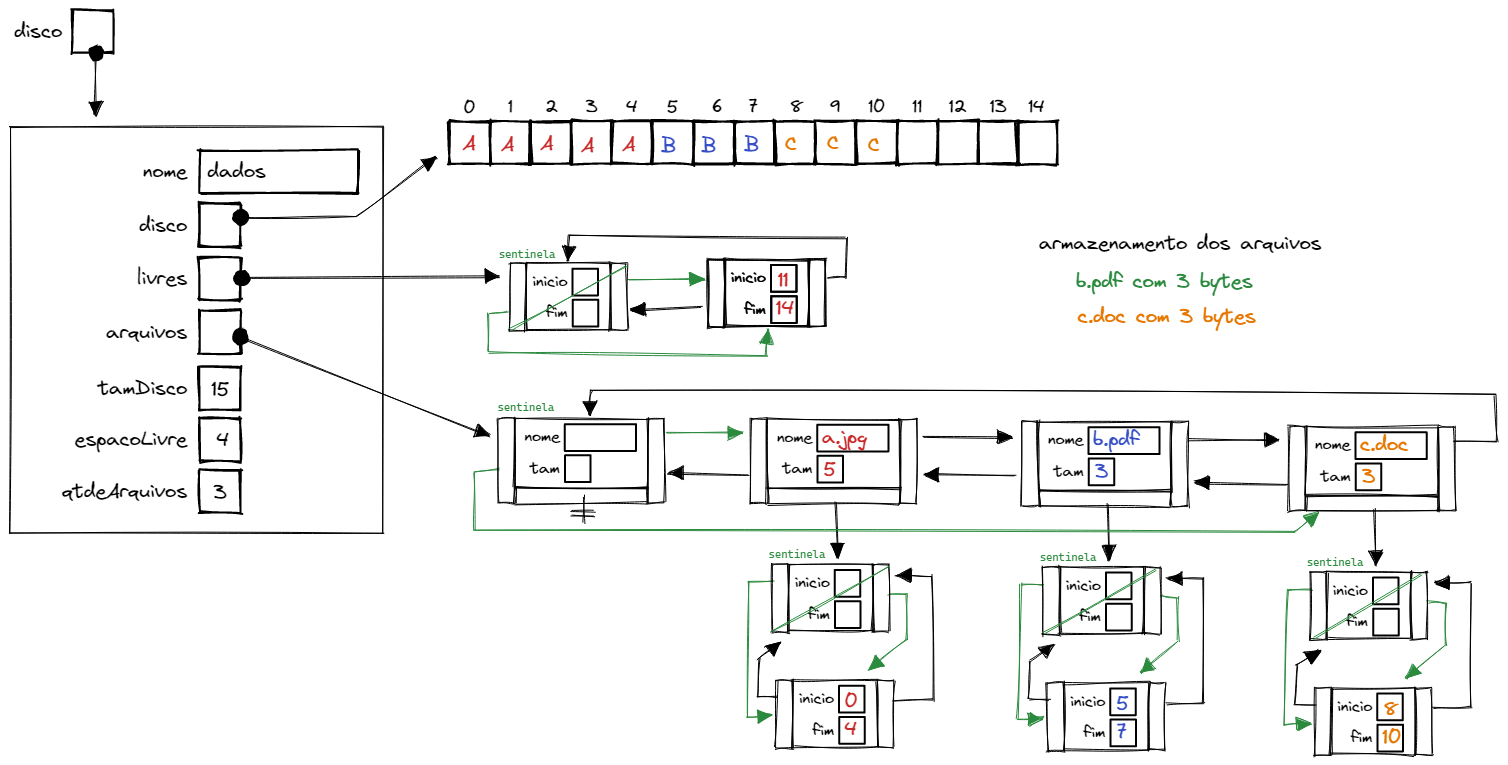 disco
0 1 2 3 4 5 6 7 8 9 10 11 12 13 14
A A A A A B B B C C C
nome dados
disco
livres
arquivos
tamDisco 15
espacoLivre 4
qtdeArquivos 3
armazenamento dos arquivos
b.pdf com 3 bytes
c.doc com 3 bytes
sentinela
inicio
fim
inicio 11
fim 14
sentinela
nome
tam
nome a.jpg
tam 5
nome b.pdf
tam 3
nome c.doc
tam 3
sentinela
inicio
fim
inicio 0
fim 4
sentinela
inicio
fim
inicio 5
fim 7
sentinela
inicio
fim
inicio 8
fim 10